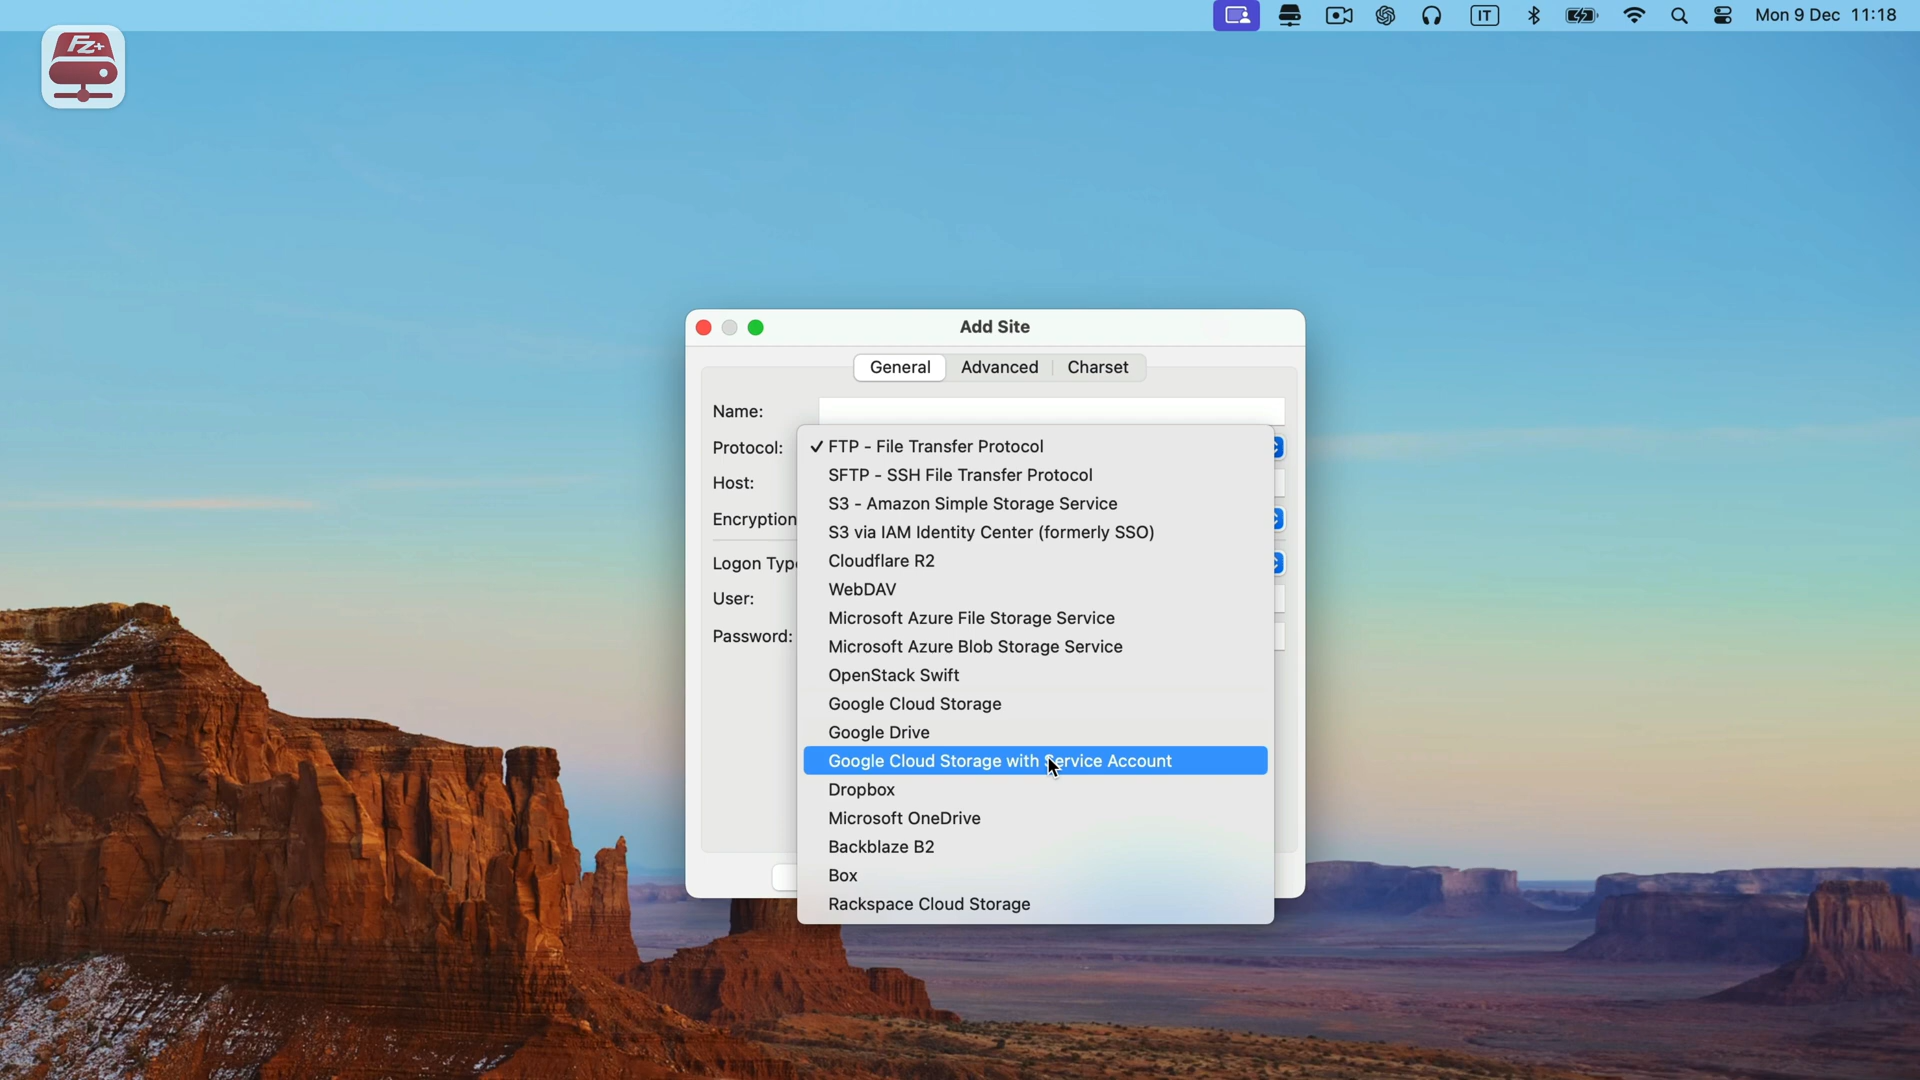 IT
Mon 9 Dec 11:18
FZ+
Add Site
General
Advanced
Charset
Name:
Protocol:
✓ FTP - File Transfer Protocol
SFTP - SSH File Transfer Protocol
Host:
S3 - Amazon Simple Storage Service
Encryption
S3 via IAM Identity Center (formerly SSO)
Logon Type
Cloudflare R2
WebDAV
User:
Microsoft Azure File Storage Service
Password:
Microsoft Azure Blob Storage Service
OpenStack Swift
Google Cloud Storage
Google Drive
Google Cloud Storage with Service Account
Dropbox
Microsoft OneDrive
Backblaze B2
Box
Rackspace Cloud Storage